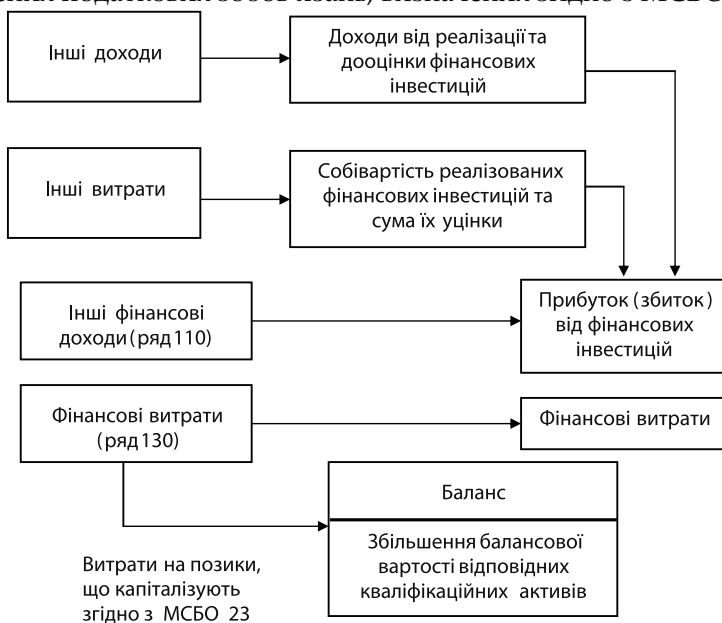 Інші доходи
Доходи від реалізації та
дооцінки фінансових
інвестицій
Інші витрати
Собівартість реалізованих
фінансових інвестицій та
сума їх уцінки
Інші фінансові
доходи (ряд 110)
Прибуток (збиток)
від фінансових
інвестицій
Фінансові витрати
(ряд 130)
Фінансові витрати
Баланс
Збільшення балансової
вартості відповідних
кваліфікаційних активів
Витрати на позики,
що капіталізують
згідно з МСБО 23